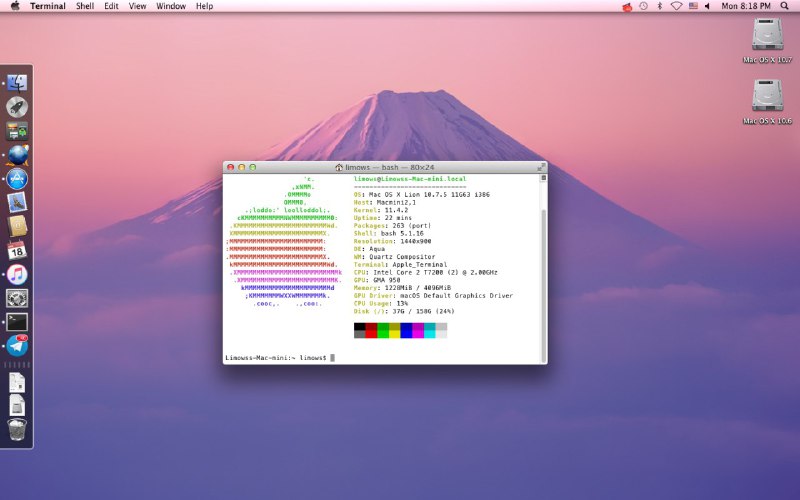 Terminal Shell Edit View Window Help
Mon 8:18 PM
Mac OS X 10.7
Mac OS X 10.6
limows — bash — 80×24
'c.
,xNMM.
.OMMMMo
OMMM0,
.;loddo:' loolloddol;.
cKMMMMMMMMMMNWMMMMMMMMMM0:
.KMMMMMMMMMMMMMMMMMMMMMMMWd.
XMMMMMMMMMMMMMMMMMMMMMMMX.
;MMMMMMMMMMMMMMMMMMMMMMMM:
:MMMMMMMMMMMMMMMMMMMMMMMM:
.MMMMMMMMMMMMMMMMMMMMMMMMX.
kMMMMMMMMMMMMMMMMMMMMMMMMWd.
.XMMMMMMMMMMMMMMMMMMMMMMMMMMk
.XMMMMMMMMMMMMMMMMMMMMMMMMK.
kMMMMMMMMMMMMMMMMMMMMMMd
;KMMMMMMMWXXWMMMMMMMk.
.cooc,. .,coo:.
limows@Limowss-Mac-mini.local
-----------------------------
OS: Mac OS X Lion 10.7.5 11G63 i386
Host: Macmini2,1
Kernel: 11.4.2
Uptime: 22 mins
Packages: 263 (port)
Shell: bash 5.1.16
Resolution: 1440x900
DE: Aqua
WM: Quartz Compositor
Terminal: Apple_Terminal
CPU: Intel Core 2 T7200 (2) @ 2.00GHz
GPU: GMA 950
Memory: 1228MiB / 4096MiB
GPU Driver: macOS Default Graphics Driver
CPU Usage: 13%
Disk (/): 37G / 158G (24%)
Limowss-Mac-mini:~ limows$
18